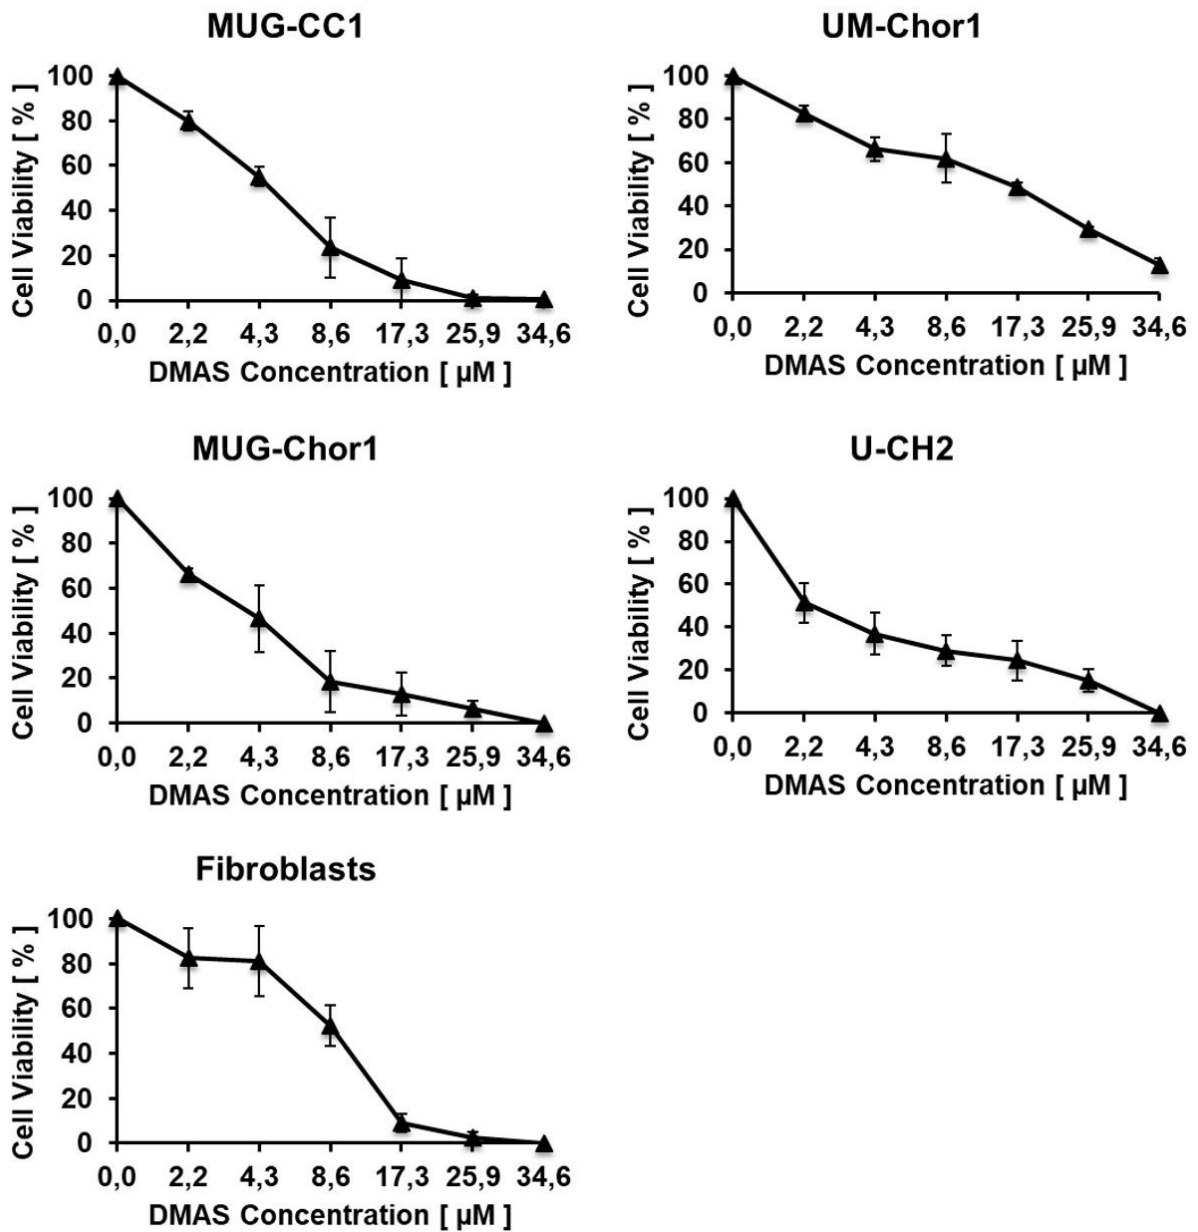 MUG-CC1
Cell Viability [ % ]
100
80
60
40
20
0
0,0 2,2 4,3 8,6 17,3 25,9 34,6
DMAS Concentration [ µM ]
UM-Chor1
Cell Viability [ % ]
100
80
60
40
20
0
0,0 2,2 4,3 8,6 17,3 25,9 34,6
DMAS Concentration [ µM ]
MUG-Chor1
Cell Viability [ % ]
100
80
60
40
20
0
0,0 2,2 4,3 8,6 17,3 25,9 34,6
DMAS Concentration [ µM ]
U-CH2
Cell Viability [ % ]
100
80
60
40
20
0
0,0 2,2 4,3 8,6 17,3 25,9 34,6
DMAS Concentration [ µM ]
Fibroblasts
Cell Viability [ % ]
100
80
60
40
20
0
0,0 2,2 4,3 8,6 17,3 25,9 34,6
DMAS Concentration [ µM ]